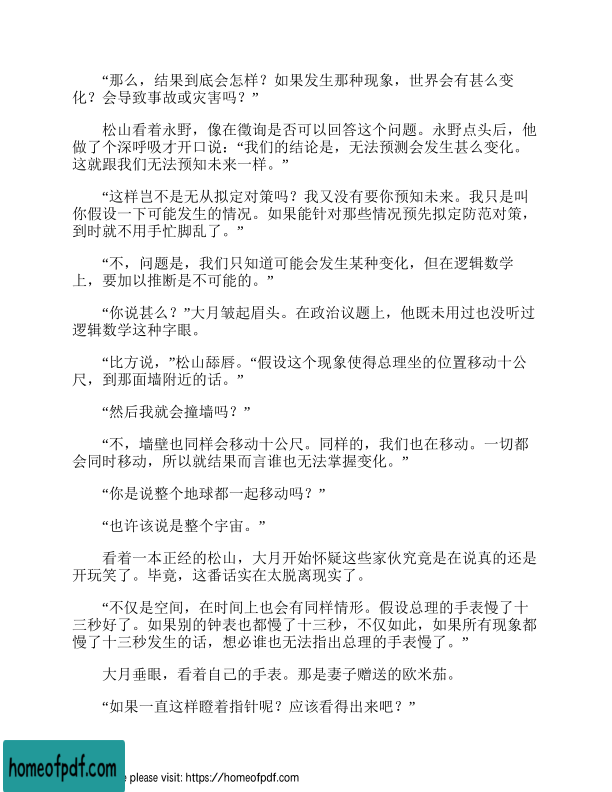 “那么，结果到底会怎样？如果发生那种现象，世界会有甚么变
化？会导致事故或灾害吗？”
松山看着永野，像在徵询是否可以回答这个问题。永野点头后，他
做了个深呼吸才开口说：“我们的结论是，无法预测会发生甚么变化。
这就跟我们无法预知未来一样。”
“这样岂不是无从拟定对策吗？我又没有要你预知未来。我只是叫
你假设一下可能发生的情况。如果能针对那些情况预先拟定防范对策，
到时就不用手忙脚乱了。”
“不，问题是，我们只知道可能会发生某种变化，但在逻辑数学
上，要加以推断是不可能的。”
“你说甚么？”大月皱起眉头。在政治议题上，他既未用过也没听过
逻辑数学这种字眼。
“比方说，”松山舔唇。“假设这个现象使得总理坐的位置移动十公
尺，到那面墙附近的话。”
“然后我就会撞墙吗？”
“不，墙壁也同样会移动十公尺。同样的，我们也在移动。一切都
会同时移动，所以就结果而言谁也无法掌握变化。”
“你是说整个地球都一起移动吗？”
“也许该说是整个宇宙。”
看着一本正经的松山，大月开始怀疑这些家伙究竟是在说真的还是
开玩笑了。毕竟，这番话实在太脱离现实了。
“不仅是空间，在时间上也会有同样情形。假设总理的手表慢了十
三秒好了。如果别的钟表也都慢了十三秒，不仅如此，如果所有现象都
慢了十三秒发生的话，想必谁也无法指出总理的手表慢了。”
大月垂眼，看着自己的手表。那是妻子赠送的欧米茄。
“如果一直这样瞪着指针呢？应该看得出来吧？”
homeofpdf.com
e please visit: https://homeofpdf.com